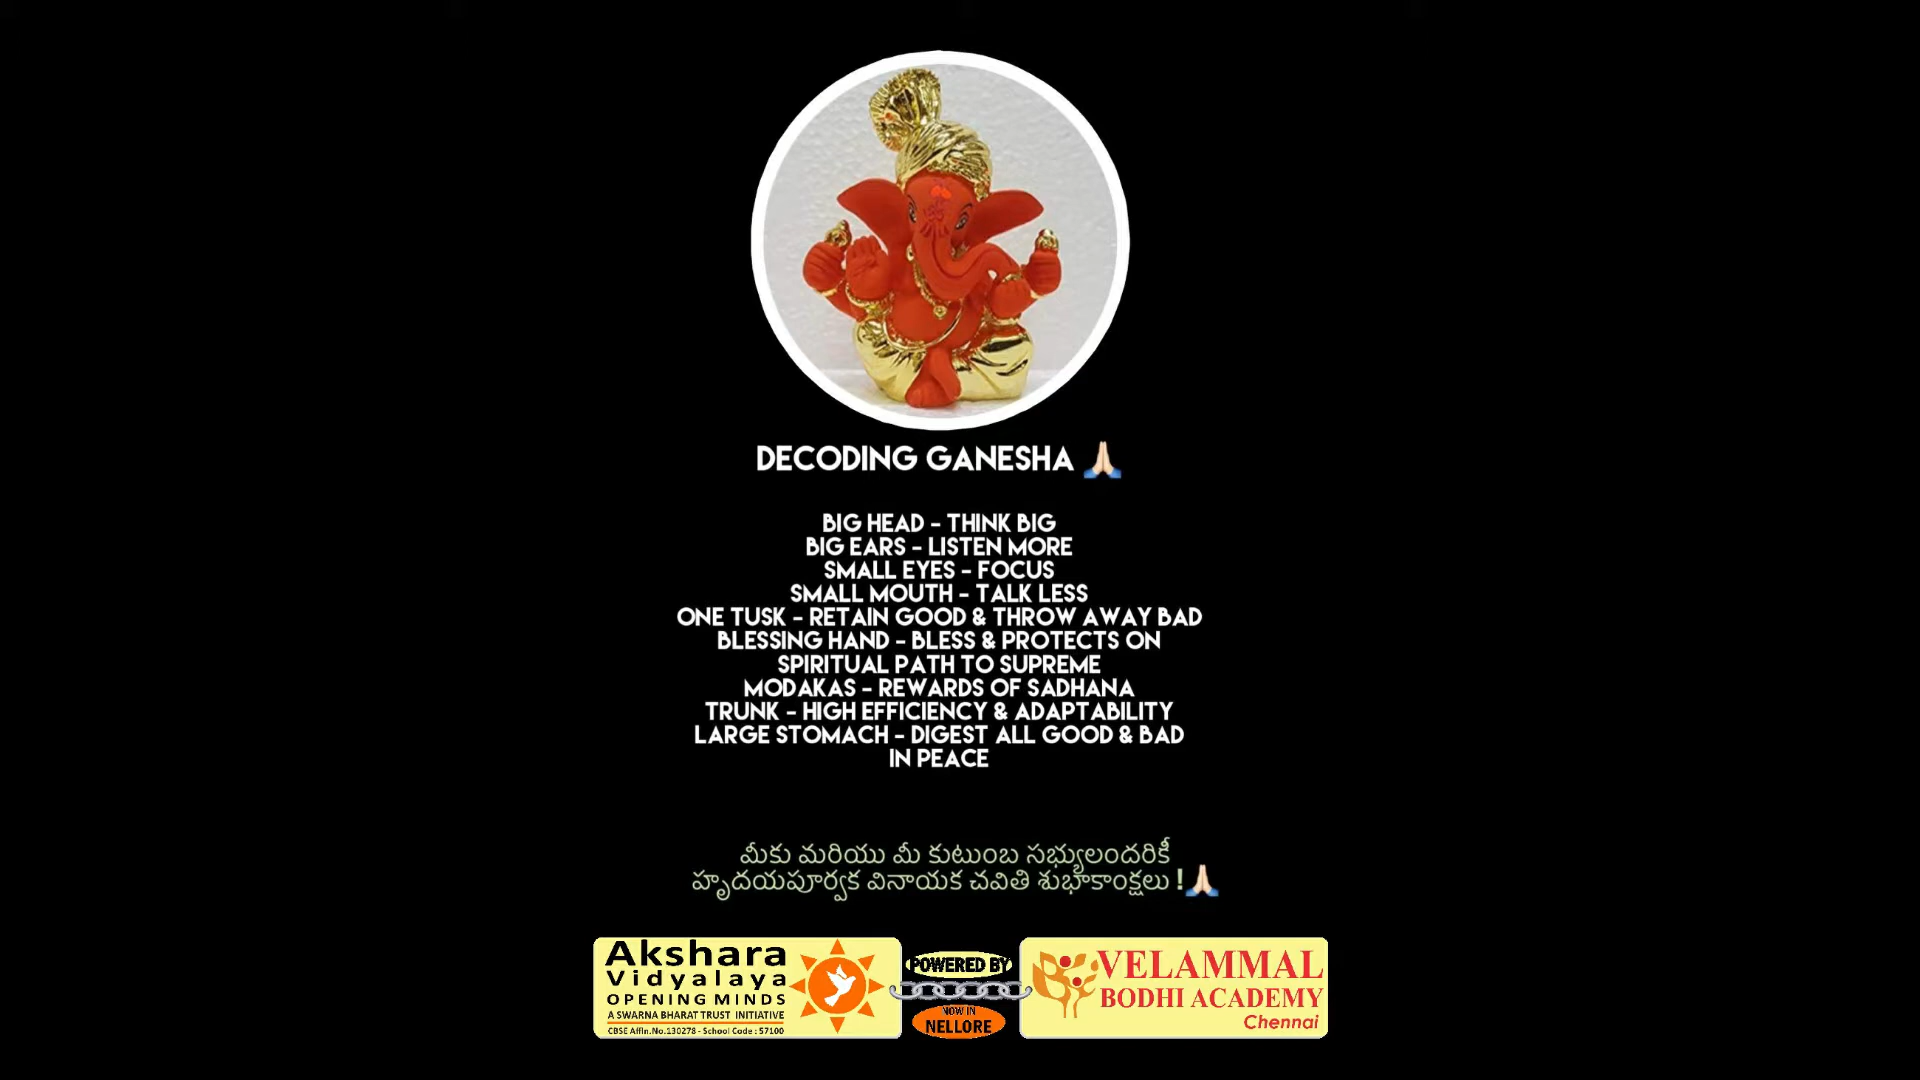 DECODING GANESHA 🙏🏻
BIG HEAD - THINK BIG
BIG EARS - LISTEN MORE
SMALL EYES - FOCUS
SMALL MOUTH - TALK LESS
ONE TUSK - RETAIN GOOD & THROW AWAY BAD
BLESSING HAND - BLESS & PROTECTS ON
SPIRITUAL PATH TO SUPREME
MODAKAS - REWARDS OF SADHANA
TRUNK - HIGH EFFICIENCY & ADAPTABILITY
LARGE STOMACH - DIGEST ALL GOOD & BAD
IN PEACE
మీకు మరియు మీ కుటుంబ సభ్యులందరికీ
హృదయపూర్వక వినాయక చవితి శుభాకాంక్షలు !🙏🏻
Akshara
Vidyalaya
OPENING MINDS
A SWARNA BHARAT TRUST INITIATIVE
CBSE Affln.No.130278 - School Code : 57100
POWERED BY
NOW IN
NELLORE
VELAMMAL
BODHI ACADEMY
Chennai